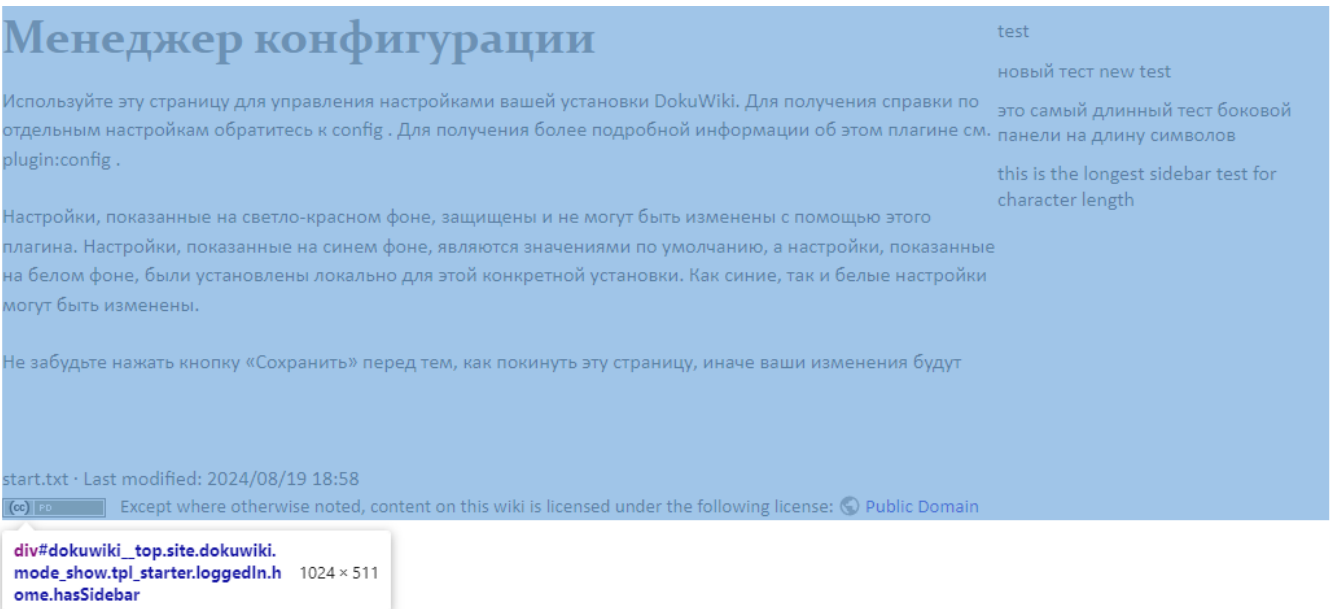 Менеджер конфигурации
Используйте эту страницу для управления настройками вашей установки DokuWiki. Для получения справки по
отдельным настройкам обратитесь к config . Для получения более подробной информации об этом плагине см.
plugin:config .
Настройки, показанные на светло-красном фоне, защищены и не могут быть изменены с помощью этого
плагина. Настройки, показанные на синем фоне, являются значениями по умолчанию, а настройки, показанные
на белом фоне, были установлены локально для этой конкретной установки. Как синие, так и белые настройки
могут быть изменены.
Не забудьте нажать кнопку «Сохранить» перед тем, как покинуть эту страницу, иначе ваши изменения будут
test
новый тест new test
это самый длинный тест боковой
панели на длину символов
this is the longest sidebar test for
character length
start.txt · Last modified: 2024/08/19 18:58
(cc) PD Except where otherwise noted, content on this wiki is licensed under the following license: Public Domain
div#dokuwiki__top.site.dokuwiki.
mode_show.tpl_starter.loggedIn.h 1024 × 511
ome.hasSidebar